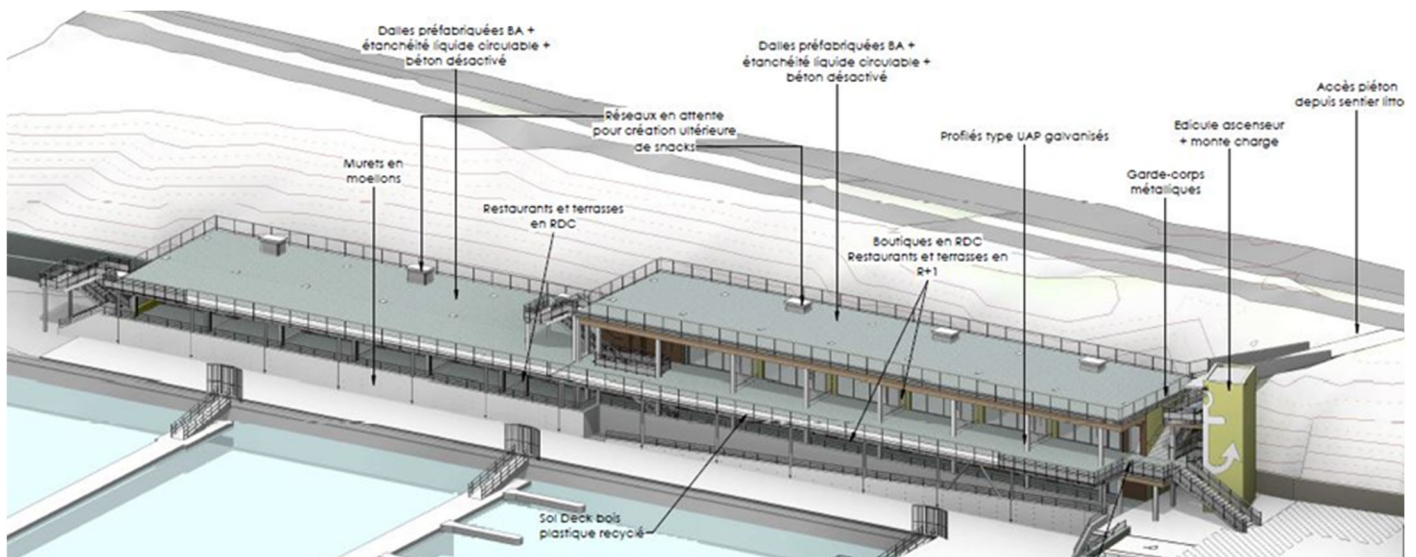 Dalles préfabriquées BA +
étanchéité liquide circulable +
béton désactivé
Dalles préfabriquées BA +
étanchéité liquide circulable +
béton désactivé
Accès piéton
depuis sentier litto
Réseaux en attente
pour création ultérieure
de snacks
Profilés type UAP galvanisés
Edicule ascenseur
+ monte charge
Murets en
moellons
Garde-corps
métalliques
Restaurants et terrasses
en RDC
Boutiques en RDC
Restaurants et terrasses en
R+1
Sol Deck bois
plastique recyclé